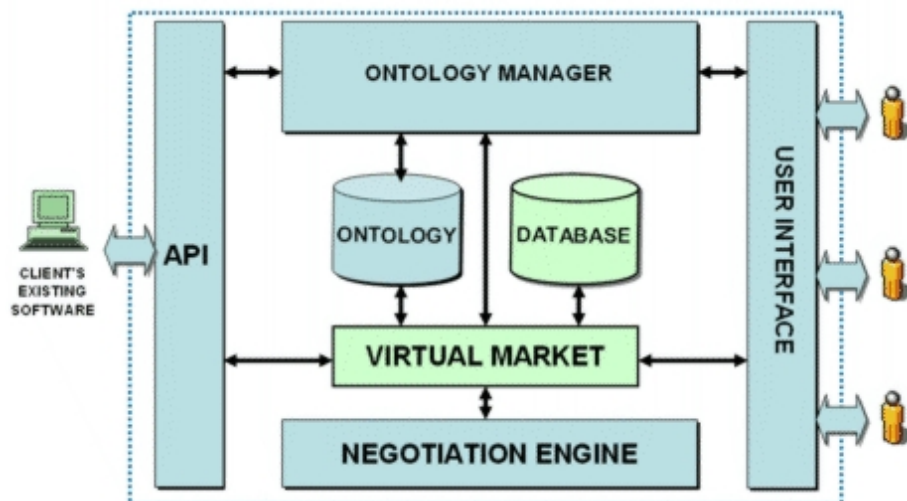 ONTOLOGY MANAGER
ONTOLOGY
DATABASE
API
USER INTERFACE
CLIENT'S
EXISTING
SOFTWARE
VIRTUAL MARKET
NEGOTIATION ENGINE